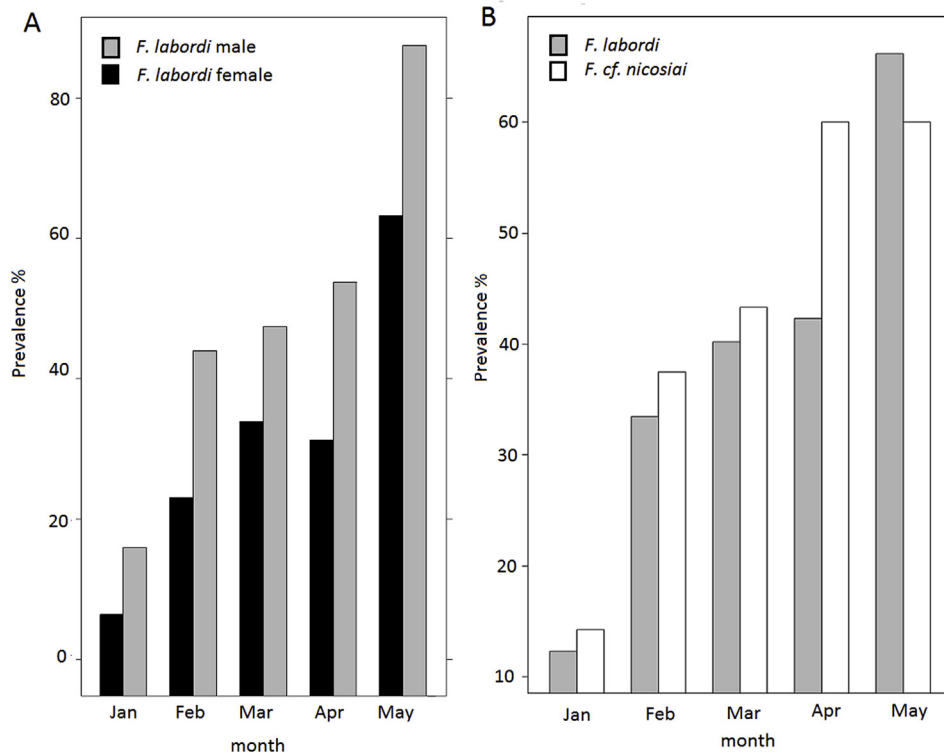 A
F. labordi male
F. labordi female
80
60
40
20
0
Prevalence %
Jan Feb Mar Apr May
month
B
F. labordi
F. cf. nicosiai
60
50
40
30
20
10
Prevalence %
Jan Feb Mar Apr May
month